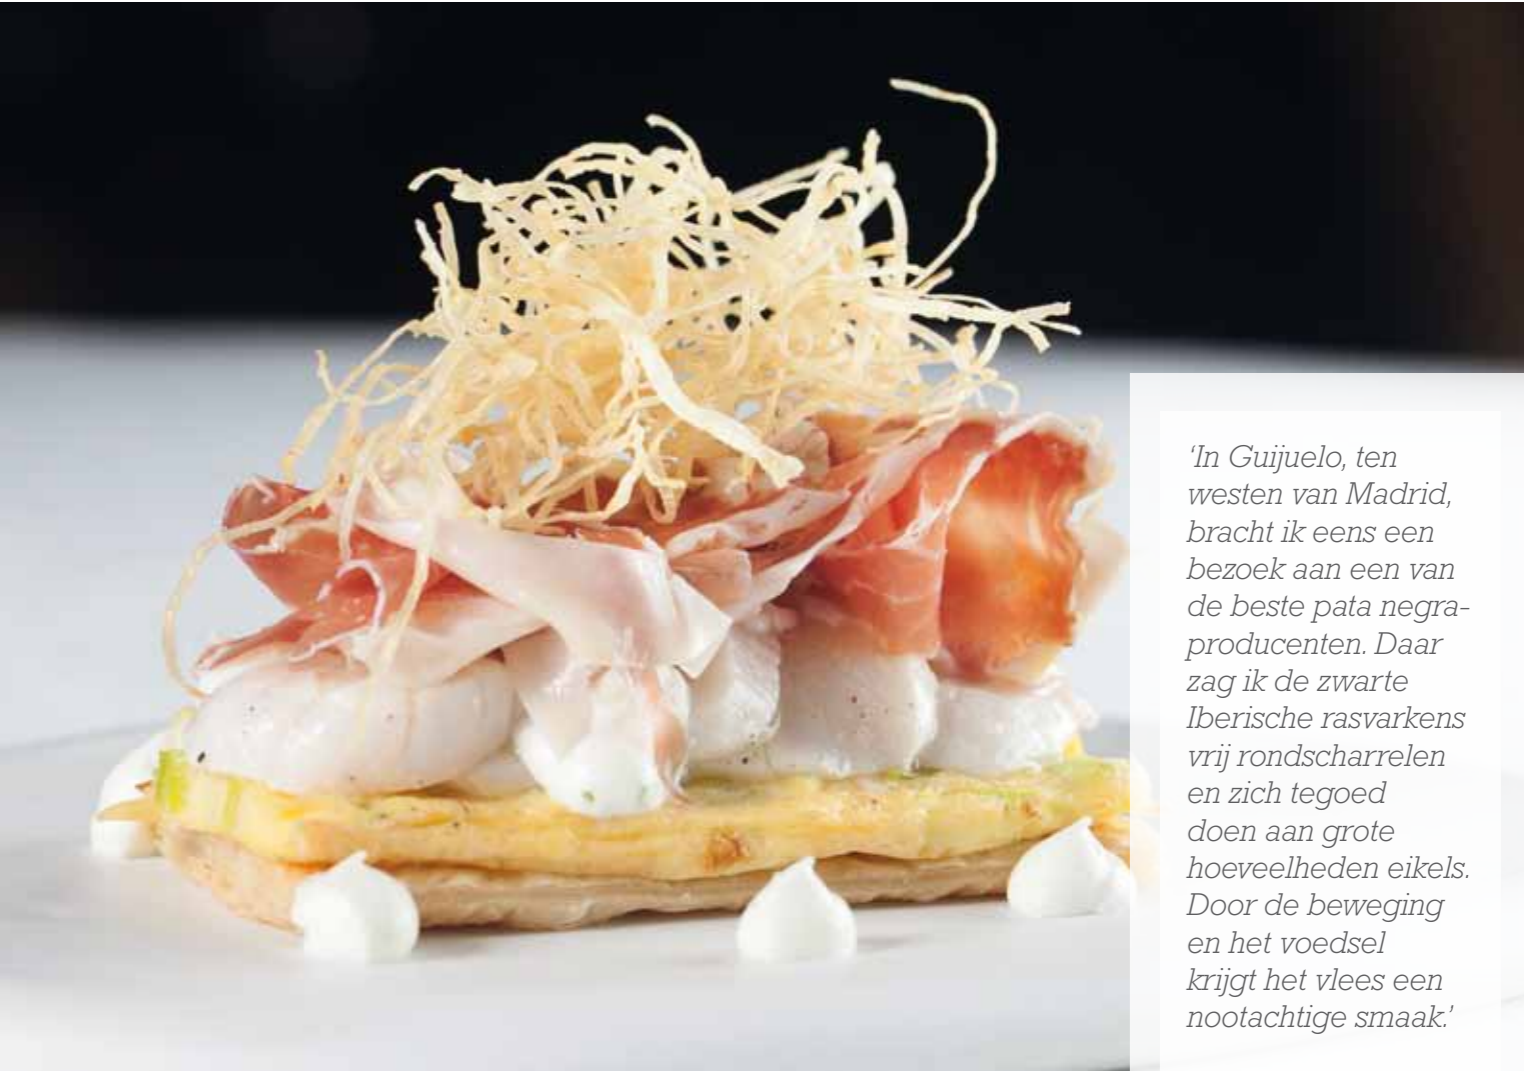 ‘In Guijuelo, ten
westen van Madrid,
bracht ik eens een
bezoek aan een van
de beste pata negra-
producenten. Daar
zag ik de zwarte
Iberische rasvarkens
vrij rondscharrelen
en zich tegoed
doen aan grote
hoeveelheden eikels.
Door de beweging
en het voedsel
krijgt het vlees een
nootachtige smaak.’